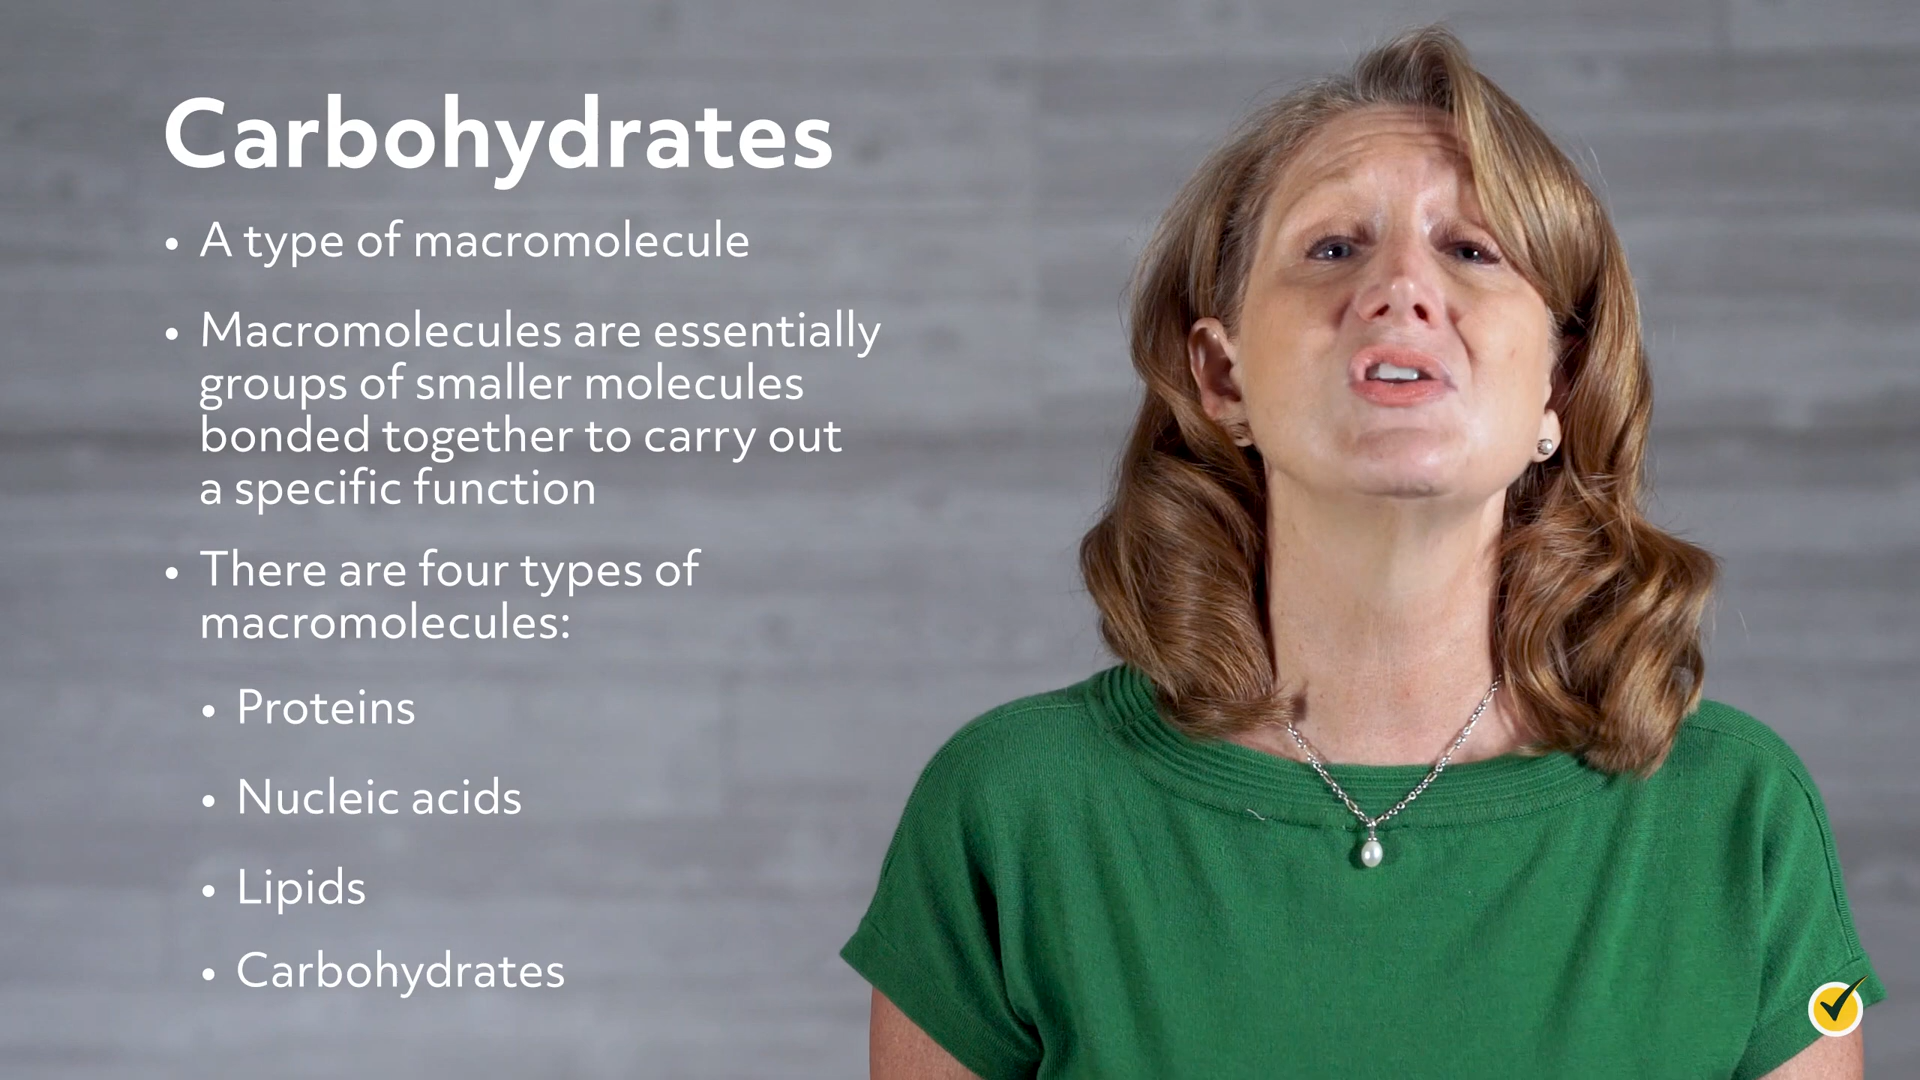 Carbohydrates
• A type of macromolecule
• Macromolecules are essentially
groups of smaller molecules
bonded together to carry out
a specific function
• There are four types of
macromolecules:
• Proteins
• Nucleic acids
• Lipids
• Carbohydrates